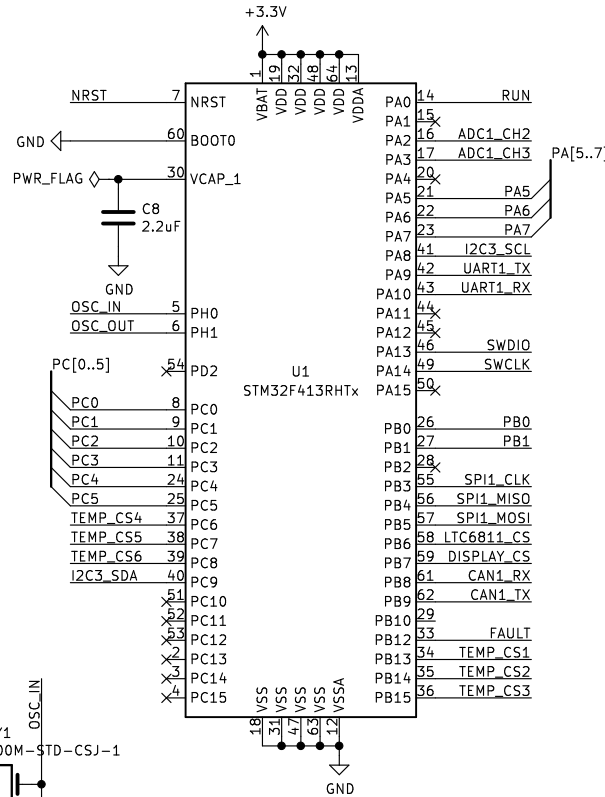 +3.3V
1 19 32 48 64 13
VBAT VDD VDD VDD VDD VDDA
NRST 7 NRST
GND 60 BOOT0
PWR_FLAG 30 VCAP_1
C8
2.2uF
GND
OSC_IN 5 PH0
OSC_OUT 6 PH1
54 PD2
PC[0..5]
PC0 8 PC0
PC1 9 PC1
PC2 10 PC2
PC3 11 PC3
PC4 24 PC4
PC5 25 PC5
TEMP_CS4 37 PC6
TEMP_CS5 38 PC7
TEMP_CS6 39 PC8
I2C3_SDA 40 PC9
51 PC10
52 PC11
53 PC12
2 PC13
3 PC14
4 PC15
U1
STM32F413RHTx
PA0 14 RUN
PA1 15
PA2 16 ADC1_CH2
PA3 17 ADC1_CH3
PA[5..7]
PA4 20
PA5 21 PA5
PA6 22 PA6
PA7 23 PA7
PA8 41 I2C3_SCL
PA9 42 UART1_TX
PA10 43 UART1_RX
PA11 44
PA12 45
PA13 46 SWDIO
PA14 49 SWCLK
PA15 50
PB0 26 PB0
PB1 27 PB1
PB2 28
PB3 55 SPI1_CLK
PB4 56 SPI1_MISO
PB5 57 SPI1_MOSI
PB6 58 LTC6811_CS
PB7 59 DISPLAY_CS
PB8 61 CAN1_RX
PB9 62 CAN1_TX
PB10 29
PB12 33 FAULT
PB13 34 TEMP_CS1
PB14 35 TEMP_CS2
PB15 36 TEMP_CS3
VSS VSS VSS VSS VSSA
18 31 47 63 12
GND
OSC_IN
Y1
00M-STD-CSJ-1